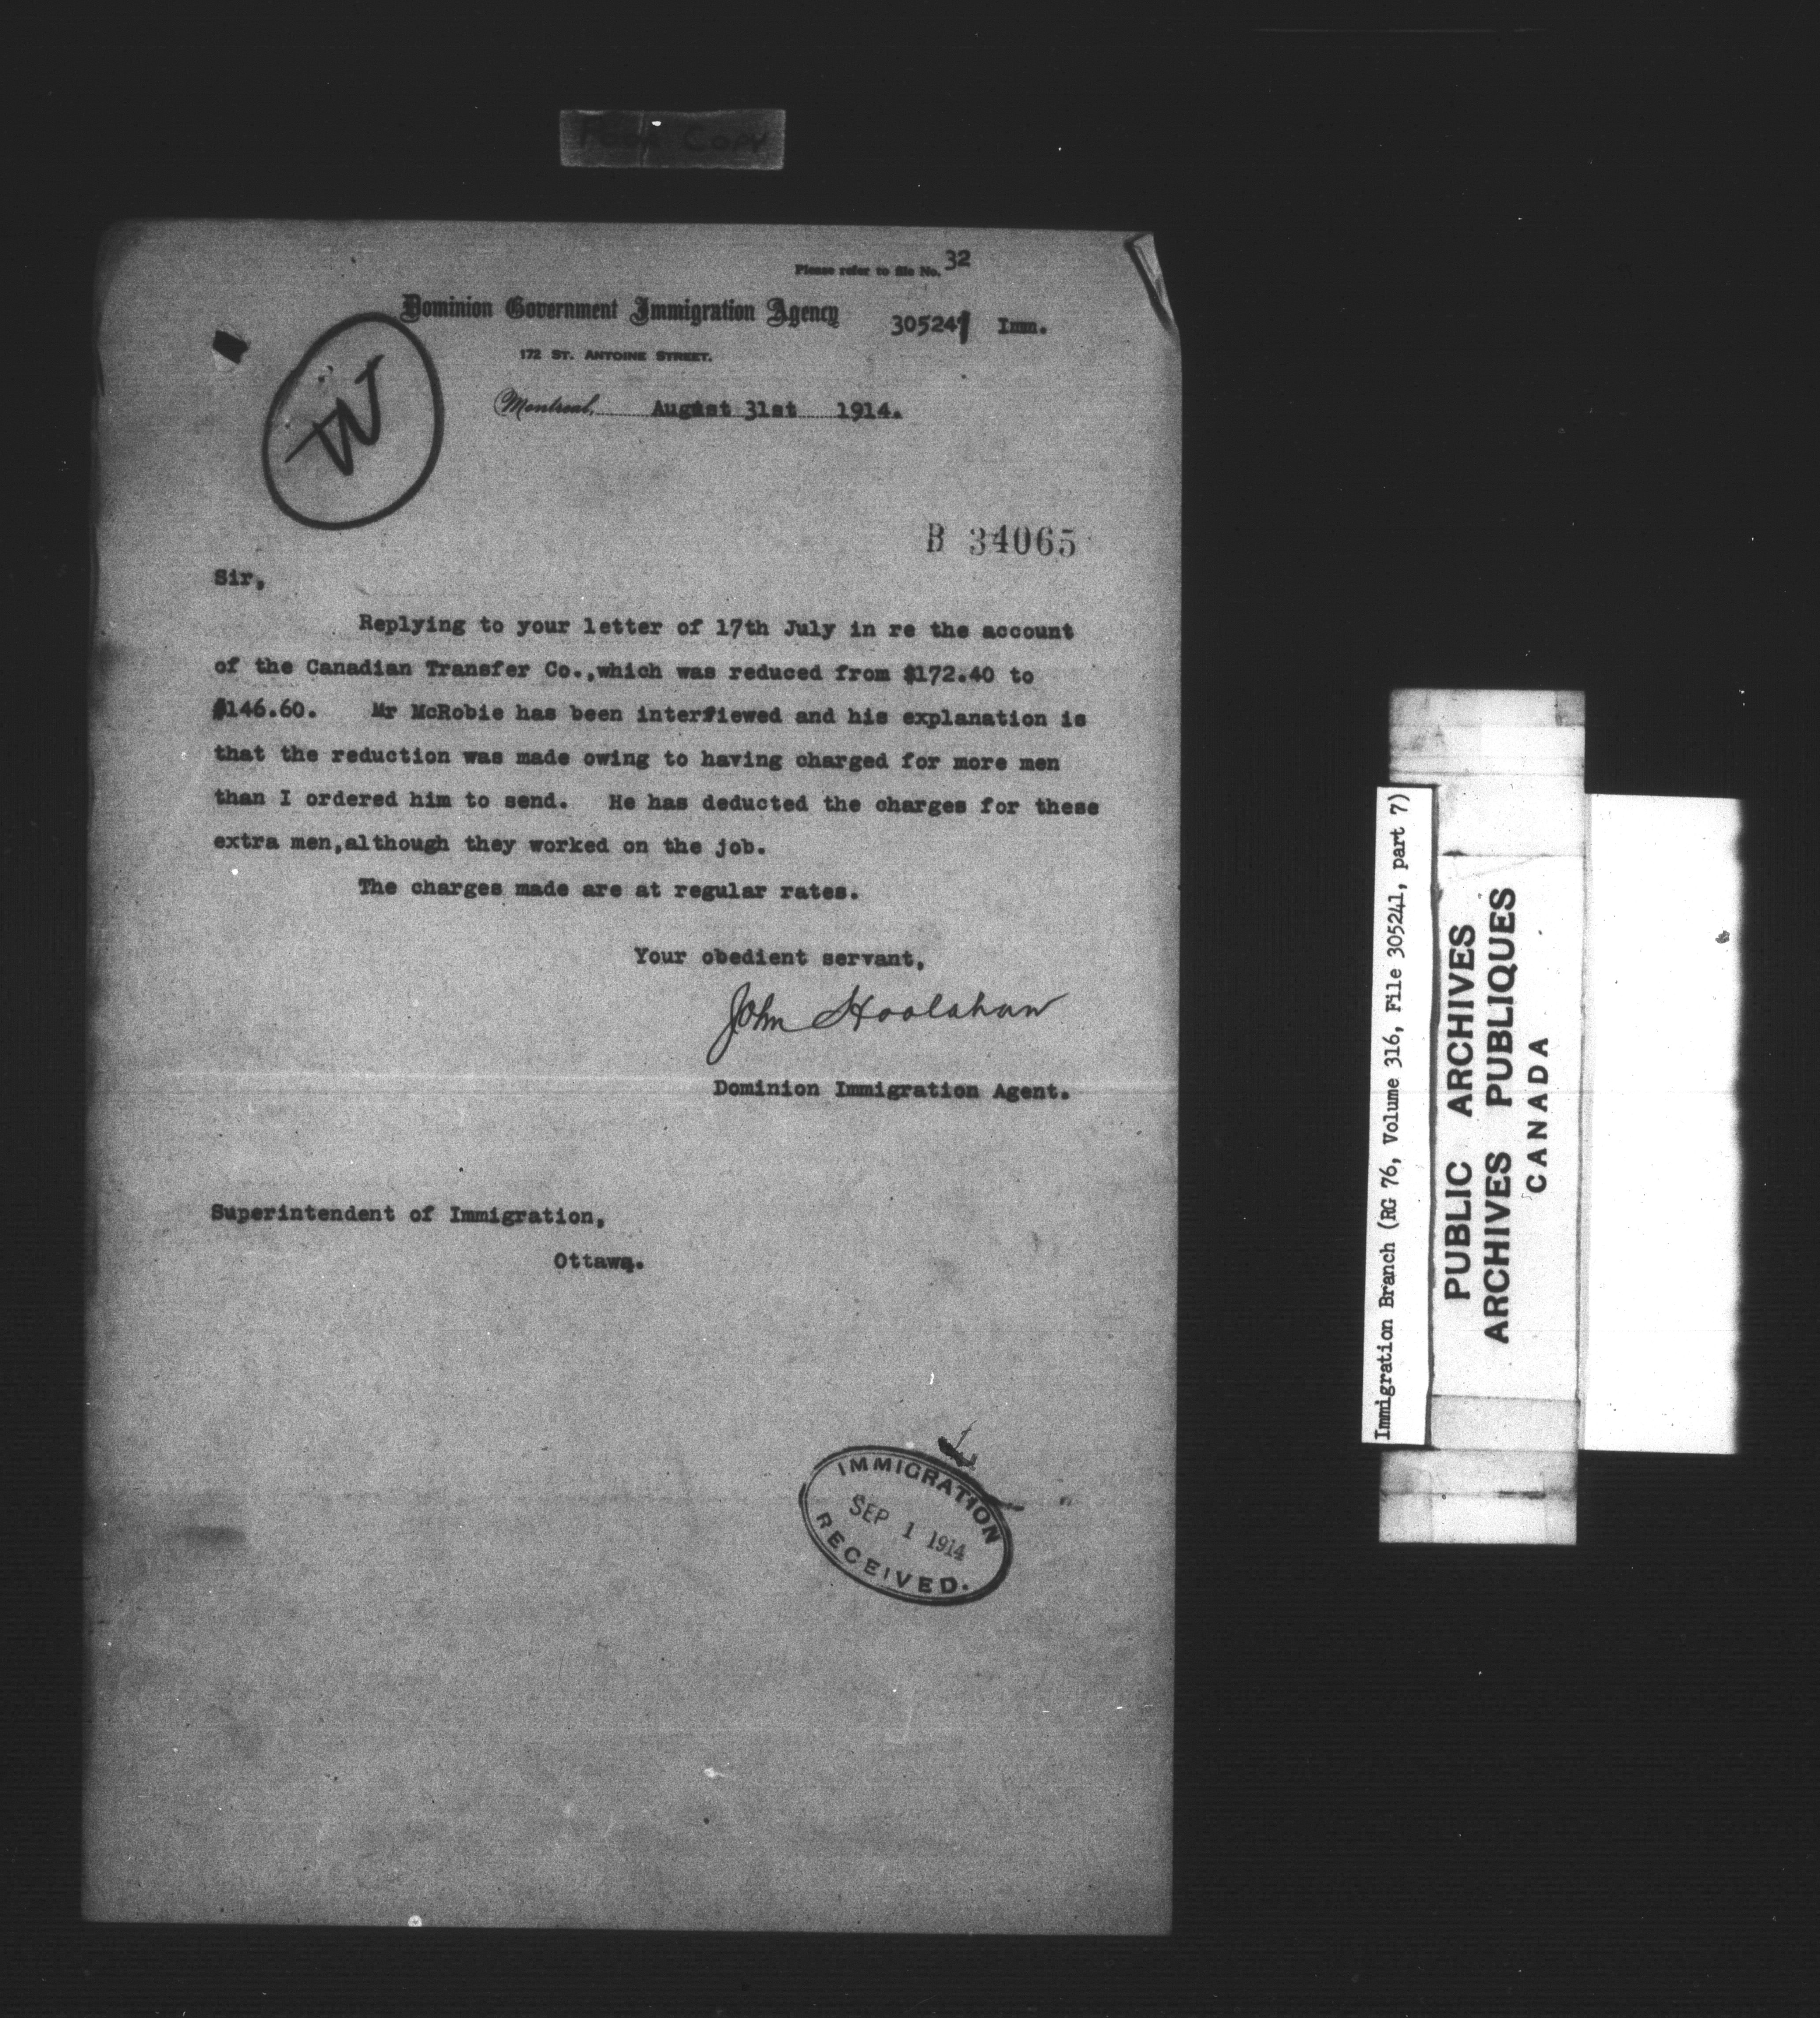 Poor Copy
Please refer to file No. 32
Dominion Government Immigration Agency
305241 Imm.
172 ST. ANTOINE STREET.
Montreal, August 31st 1914.
W
B 34065
Sir,
Replying to your letter of 17th July in re the account
of the Canadian Transfer Co.,which was reduced from $172.40 to
$146.60. Mr McRobie has been interfiewed and his explanation is
that the reduction was made owing to having charged for more men
than I ordered him to send. He has deducted the charges for these
extra men,although they worked on the job.
The charges made are at regular rates.
Your obedient servant,
John Hoolahan
Dominion Immigration Agent.
Superintendent of Immigration,
Ottawa.
IMMIGRATION
SEP 1 1914
RECEIVED.
Immigration Branch (RG 76, Volume 316, File 305241, part 7)
PUBLIC ARCHIVES
ARCHIVES PUBLIQUES
CANADA